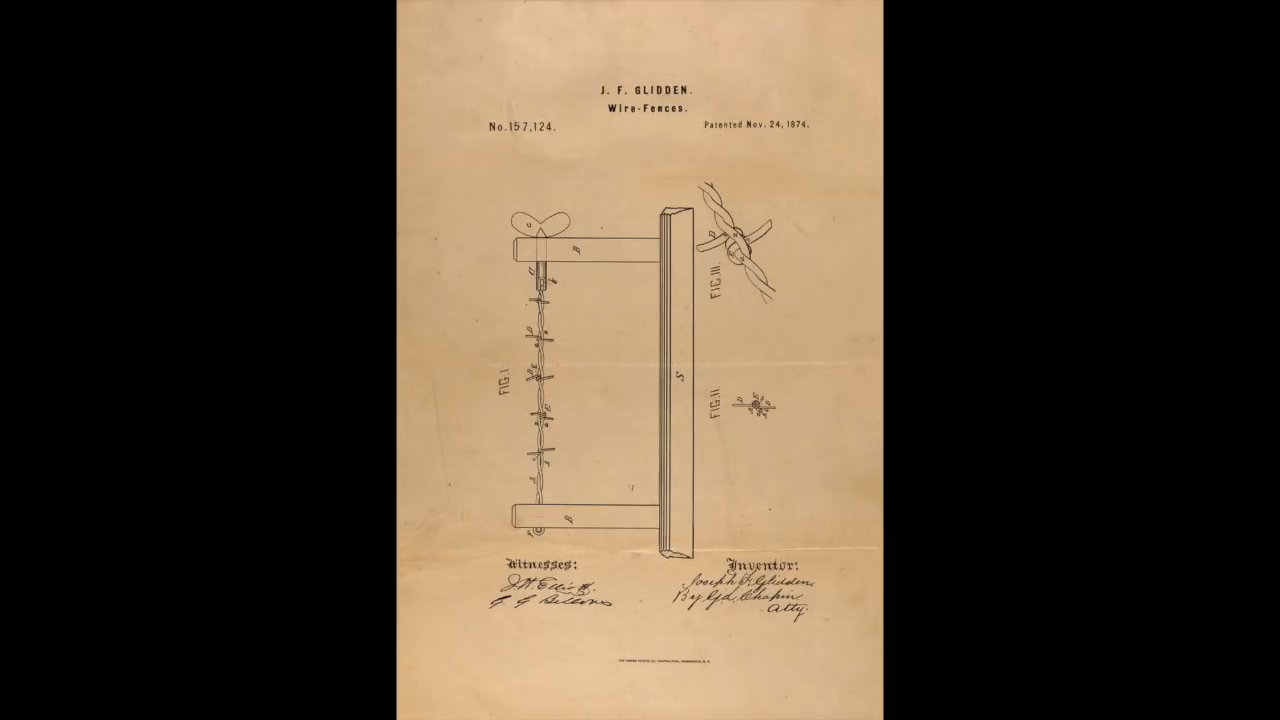 J. F. GLIDDEN.
Wire-Fences.
No. 157,124.
Patented Nov. 24, 1874.
C
B
FIG. III.
D
FIG. I.
S
FIG. II.
B
Witnesses:
Inventor:
J. H. Elliott
Joseph F. Glidden
By Chapin
Atty.